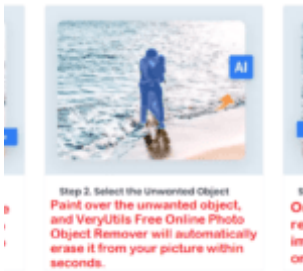 AI
Step 2. Select the Unwanted Object
Paint over the unwanted object,
and VeryUtils Free Online Photo
Object Remover will automatically
erase it from your picture within
seconds.